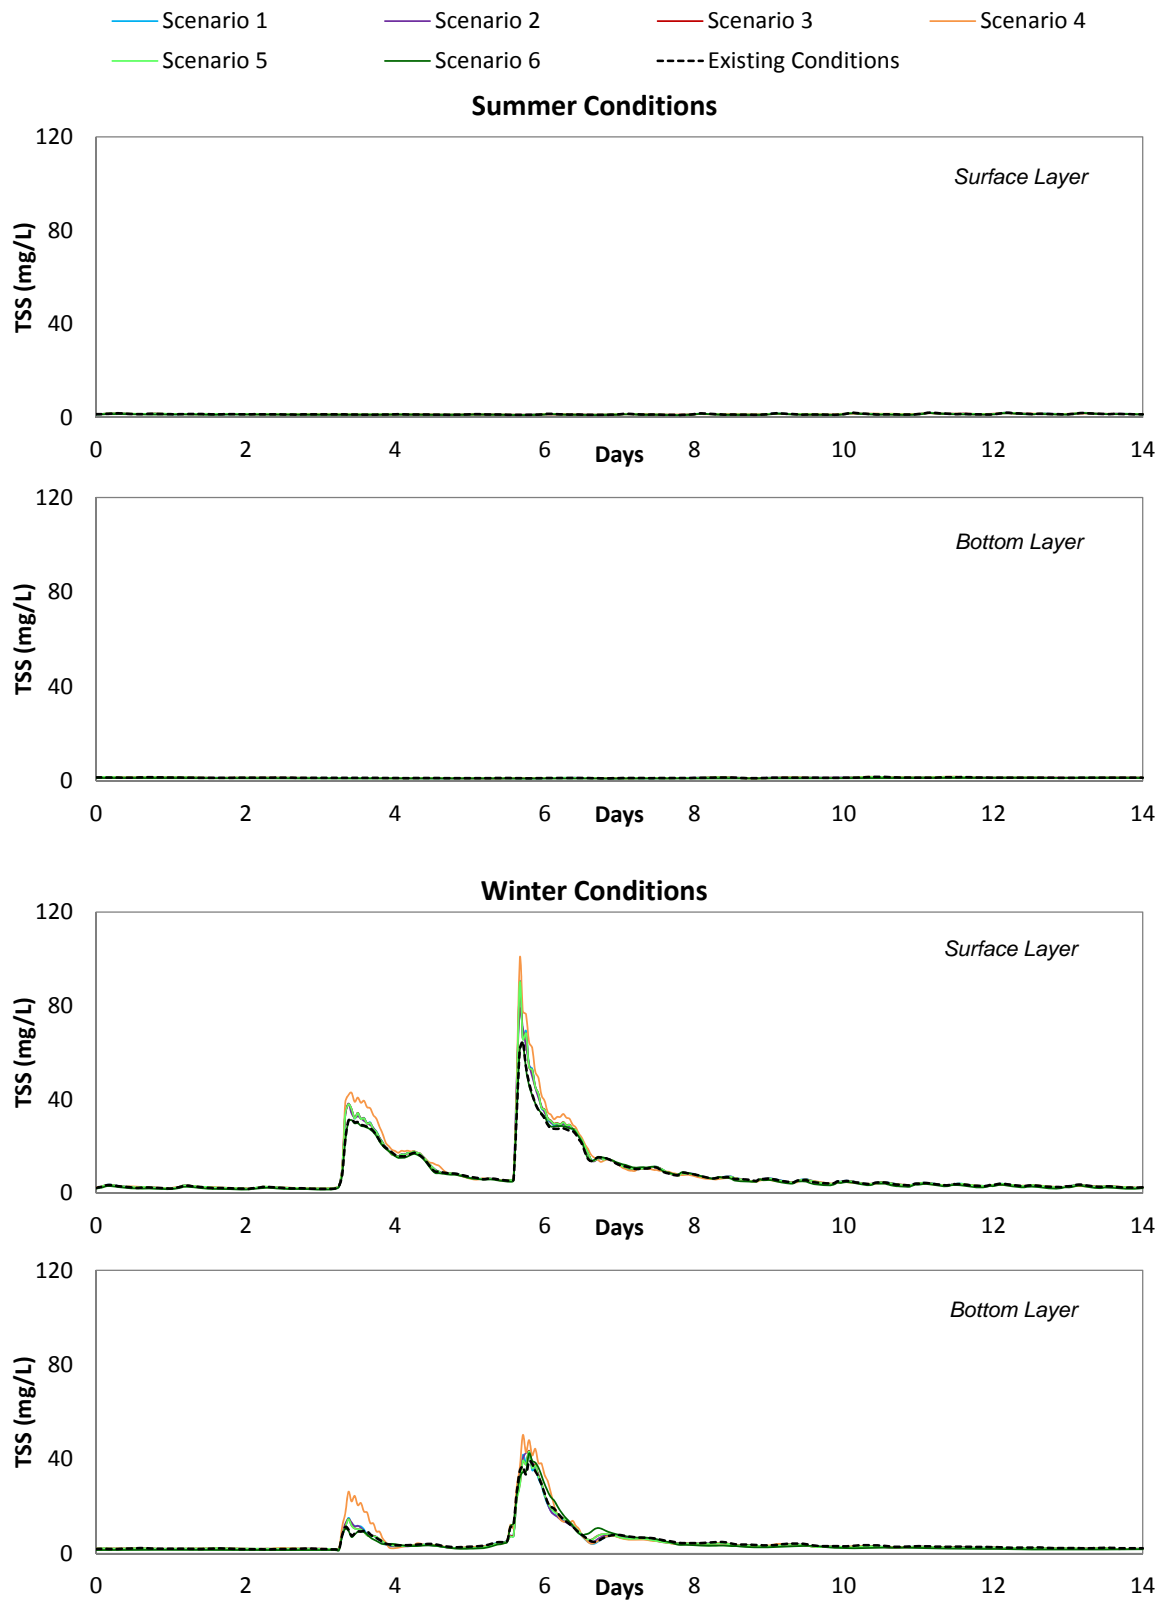 Scenario 1 Scenario 2 Scenario 3 Scenario 4
Scenario 5 Scenario 6 Existing Conditions
Summer Conditions
120
Surface Layer
80
TSS (mg/L)
40
0
0 2 4 6 Days 8 10 12 14
120
Bottom Layer
80
TSS (mg/L)
40
0
0 2 4 6 Days 8 10 12 14
Winter Conditions
120
Surface Layer
80
TSS (mg/L)
40
0
0 2 4 6 Days 8 10 12 14
120
Bottom Layer
80
TSS (mg/L)
40
0
0 2 4 6 Days 8 10 12 14